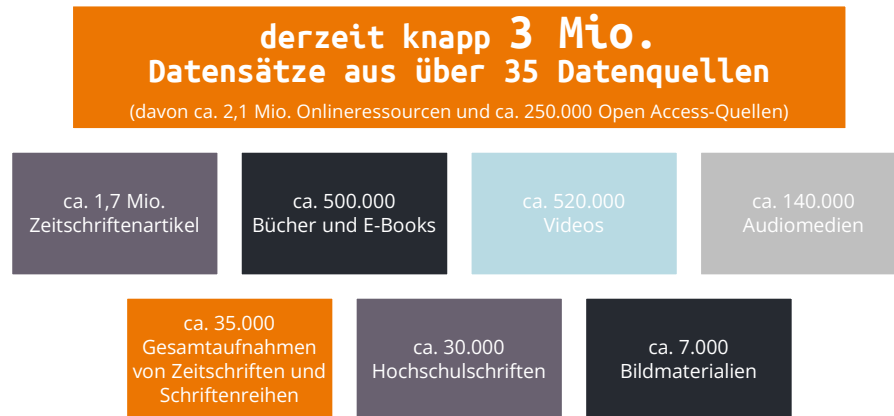 derzeit knapp 3 Mio.
Datensätze aus über 35 Datenquellen
(davon ca. 2,1 Mio. Onlineressourcen und ca. 250.000 Open Access-Quellen)
ca. 1,7 Mio.
Zeitschriftenartikel
ca. 500.000
Bücher und E-Books
ca. 520.000
Videos
ca. 140.000
Audiomedien
ca. 35.000
Gesamtaufnahmen
von Zeitschriften und
Schriftenreihen
ca. 30.000
Hochschulschriften
ca. 7.000
Bildmaterialien